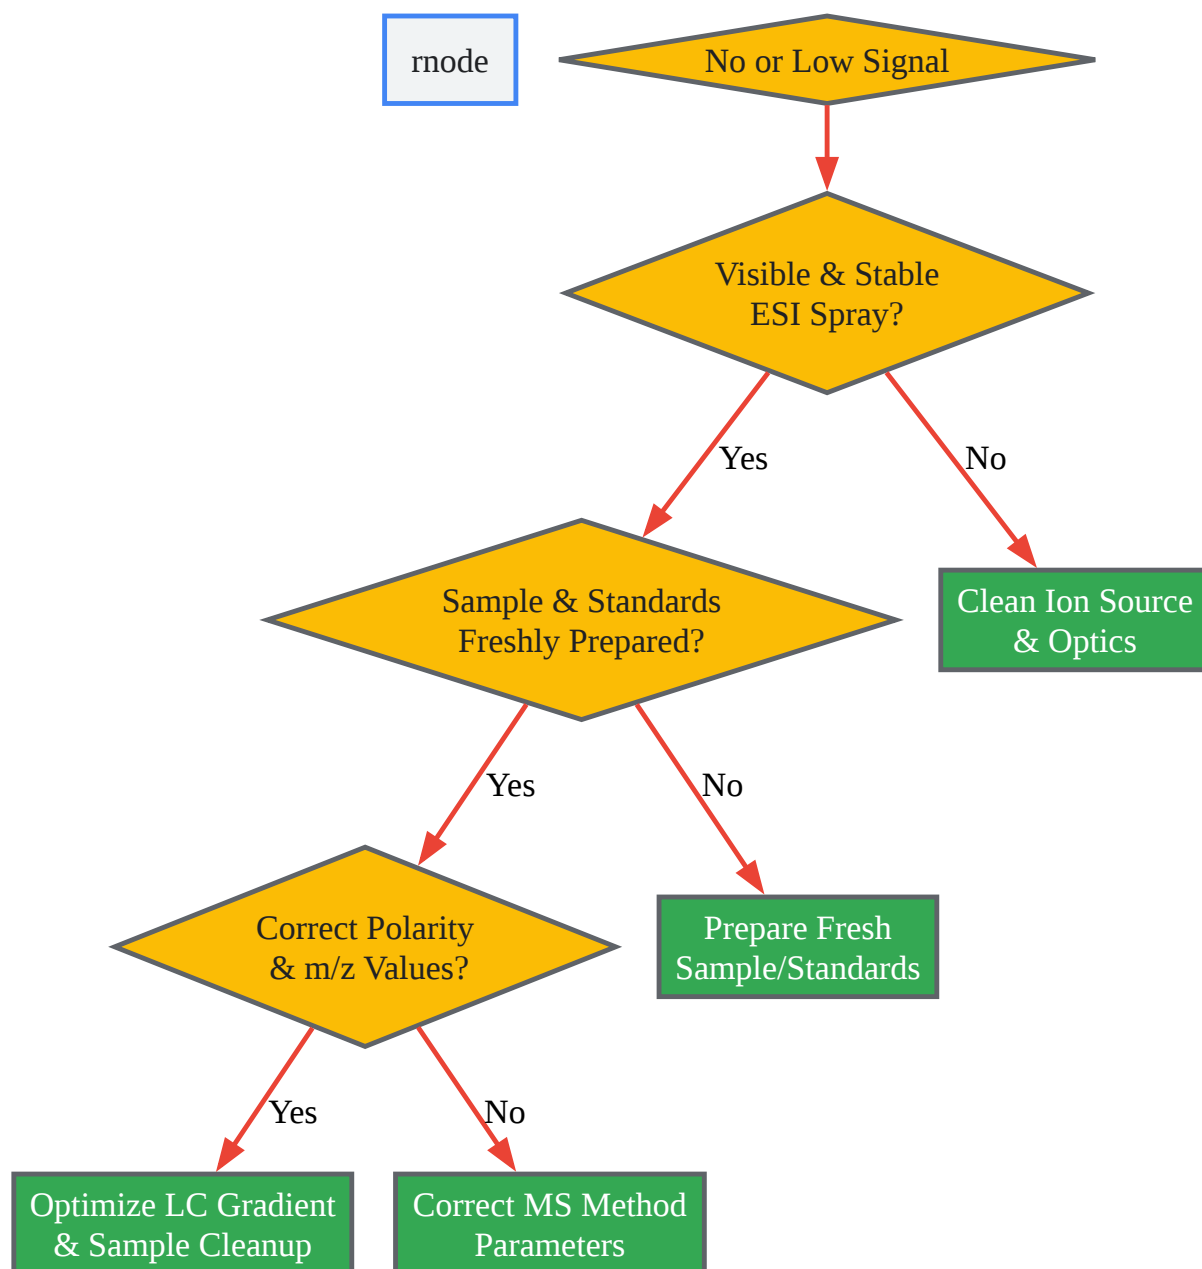 rnode
No or Low Signal
Visible & Stable
ESI Spray?
Yes
No
Sample & Standards
Freshly Prepared?
Clean Ion Source
& Optics
Yes
No
Correct Polarity
& m/z Values?
Prepare Fresh
Sample/Standards
Yes
No
Optimize LC Gradient
& Sample Cleanup
Correct MS Method
Parameters